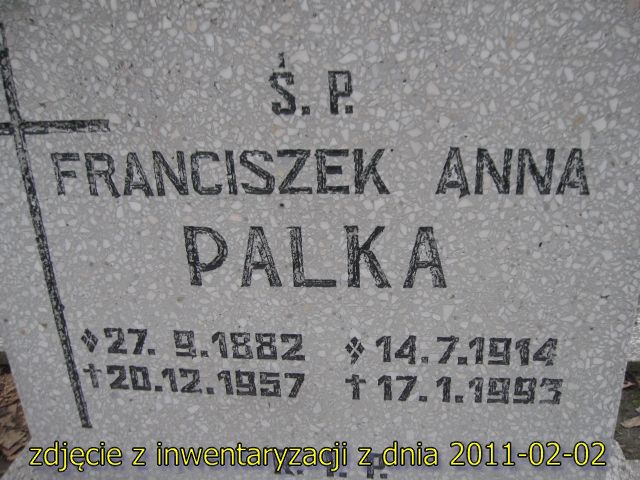 Ś. P.
FRANCISZEK ANNA
PALKA
27. 9.1882 14.7.1914
†20.12.1957 †17.1.1993
zdjęcie z inwentaryzacji z dnia 2011-02-02